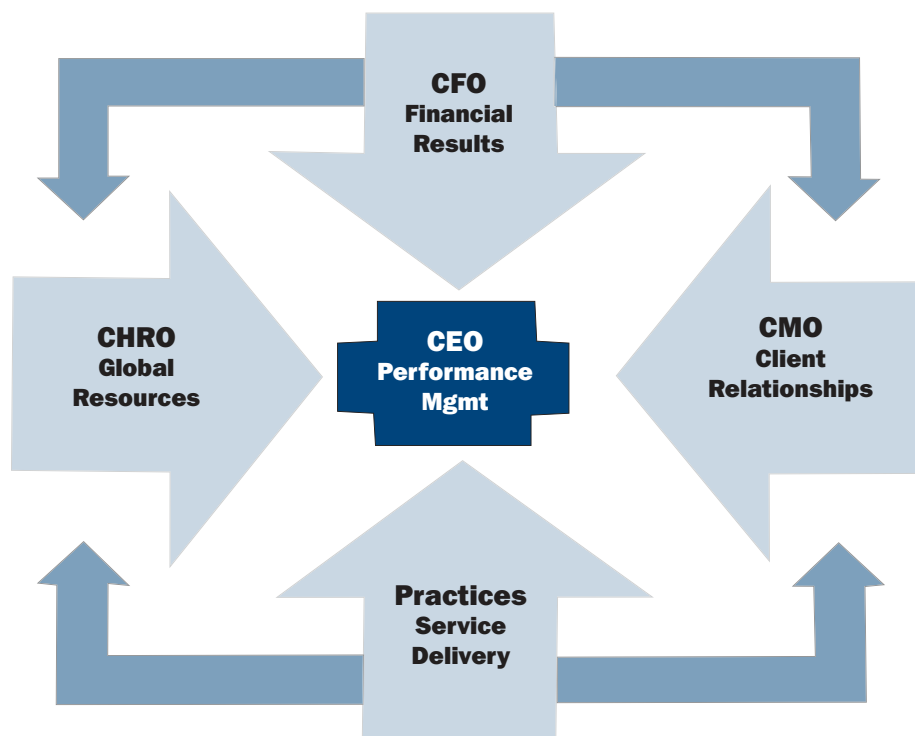 CFO
Financial
Results
CHRO
Global
Resources
CEO
Performance
Mgmt
CMO
Client
Relationships
Practices
Service
Delivery